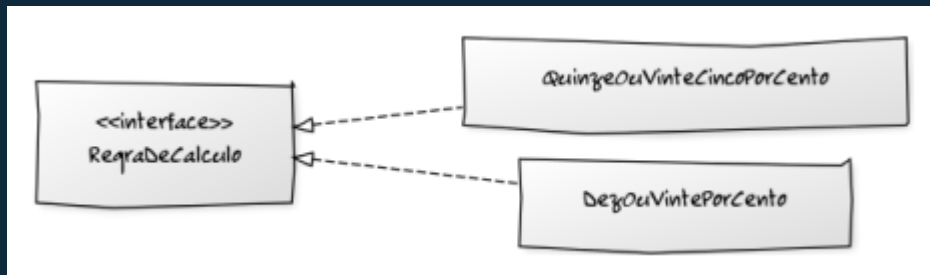 <<interface>>
RegraDeCalculo
QuinzeOuVinteCincoPorCento
DezOuVintePorCento